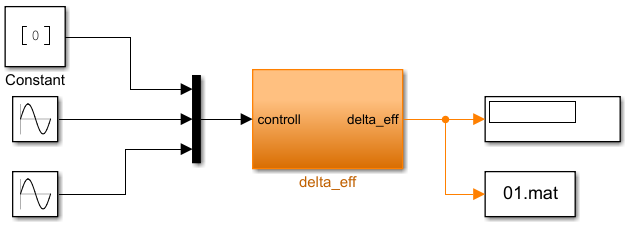 [ 0 ]
Constant
controll
delta_eff
delta_eff
01.mat